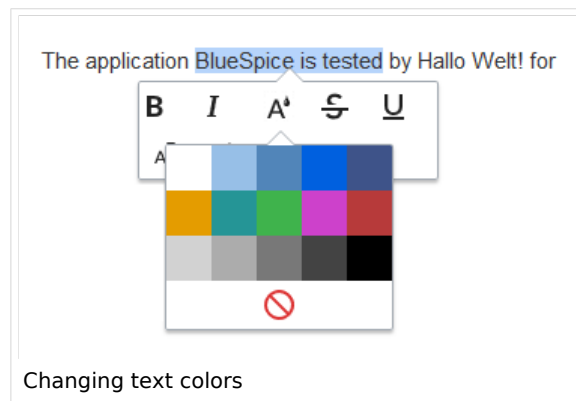 The application BlueSpice is tested by Hallo Welt! for
B I A S U
A
Changing text colors